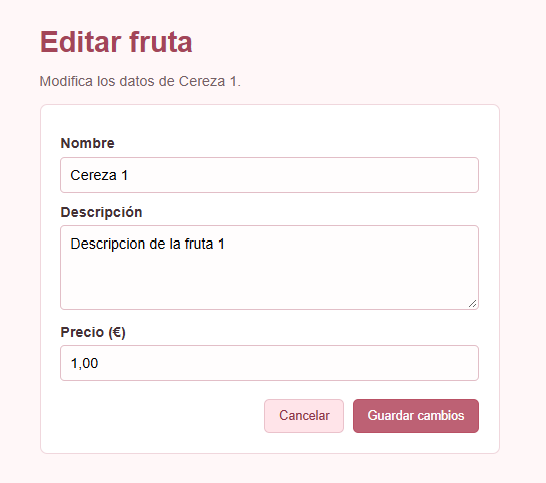 Editar fruta
Modifica los datos de Cereza 1.
Nombre
Cereza 1
Descripción
Descripcion de la fruta 1
Precio (€)
1,00
Cancelar Guardar cambios